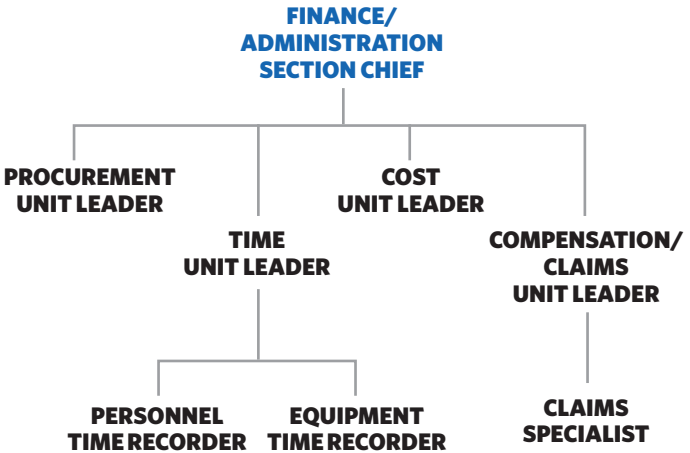 FINANCE/
ADMINISTRATION
SECTION CHIEF
PROCUREMENT
UNIT LEADER
COST
UNIT LEADER
TIME
UNIT LEADER
COMPENSATION/
CLAIMS
UNIT LEADER
PERSONNEL
TIME RECORDER
EQUIPMENT
TIME RECORDER
CLAIMS
SPECIALIST